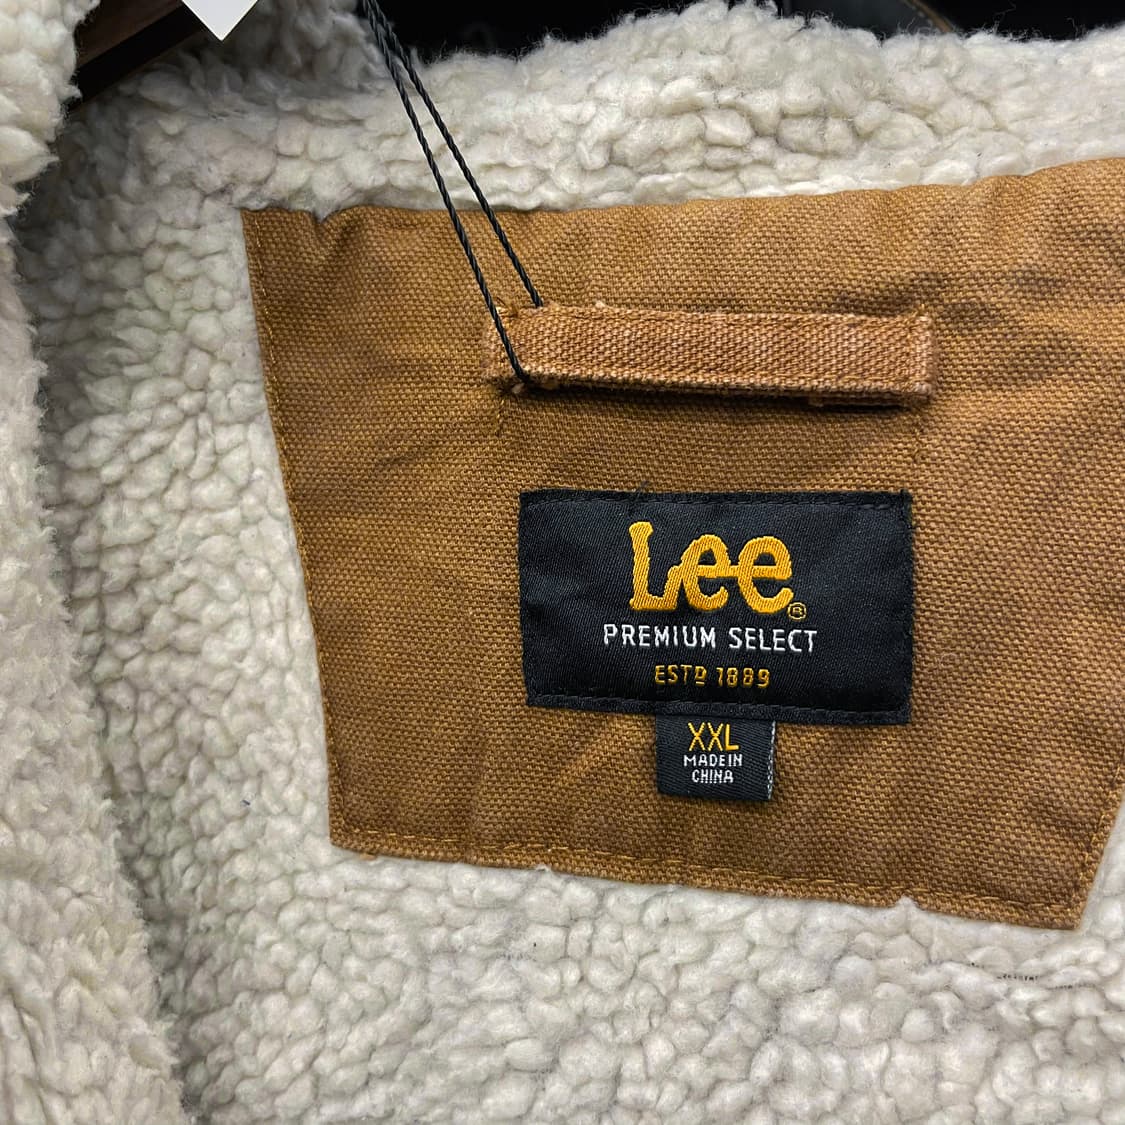 Lee®
PREMIUM SELECT
ESTD 1889
XXL
MADE IN
CHINA